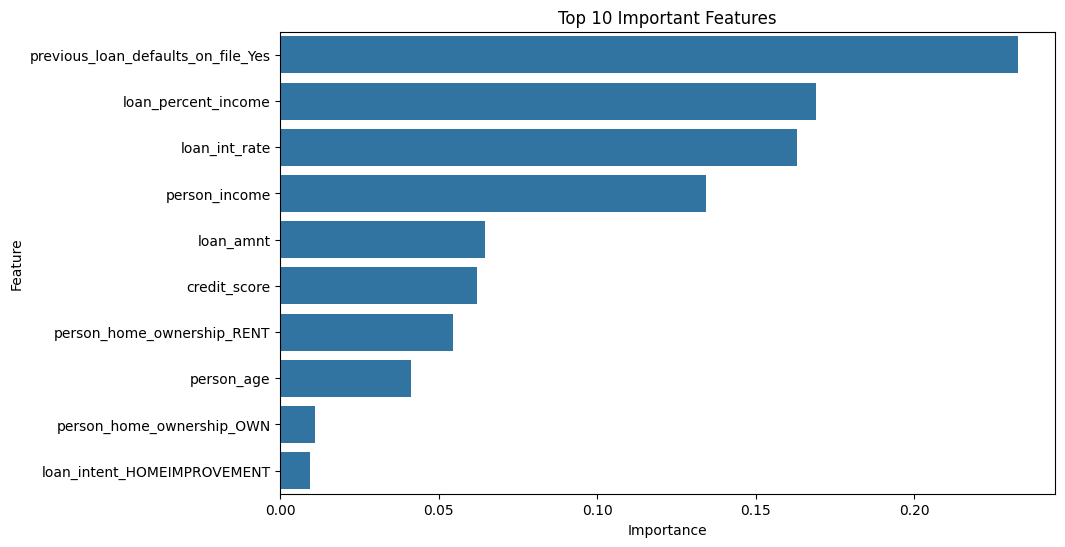 Top 10 Important Features
previous_loan_defaults_on_file_Yes
loan_percent_income
loan_int_rate
person_income
loan_amnt
credit_score
person_home_ownership_RENT
person_age
person_home_ownership_OWN
loan_intent_HOMEIMPROVEMENT
Feature
0.00 0.05 0.10 0.15 0.20
Importance